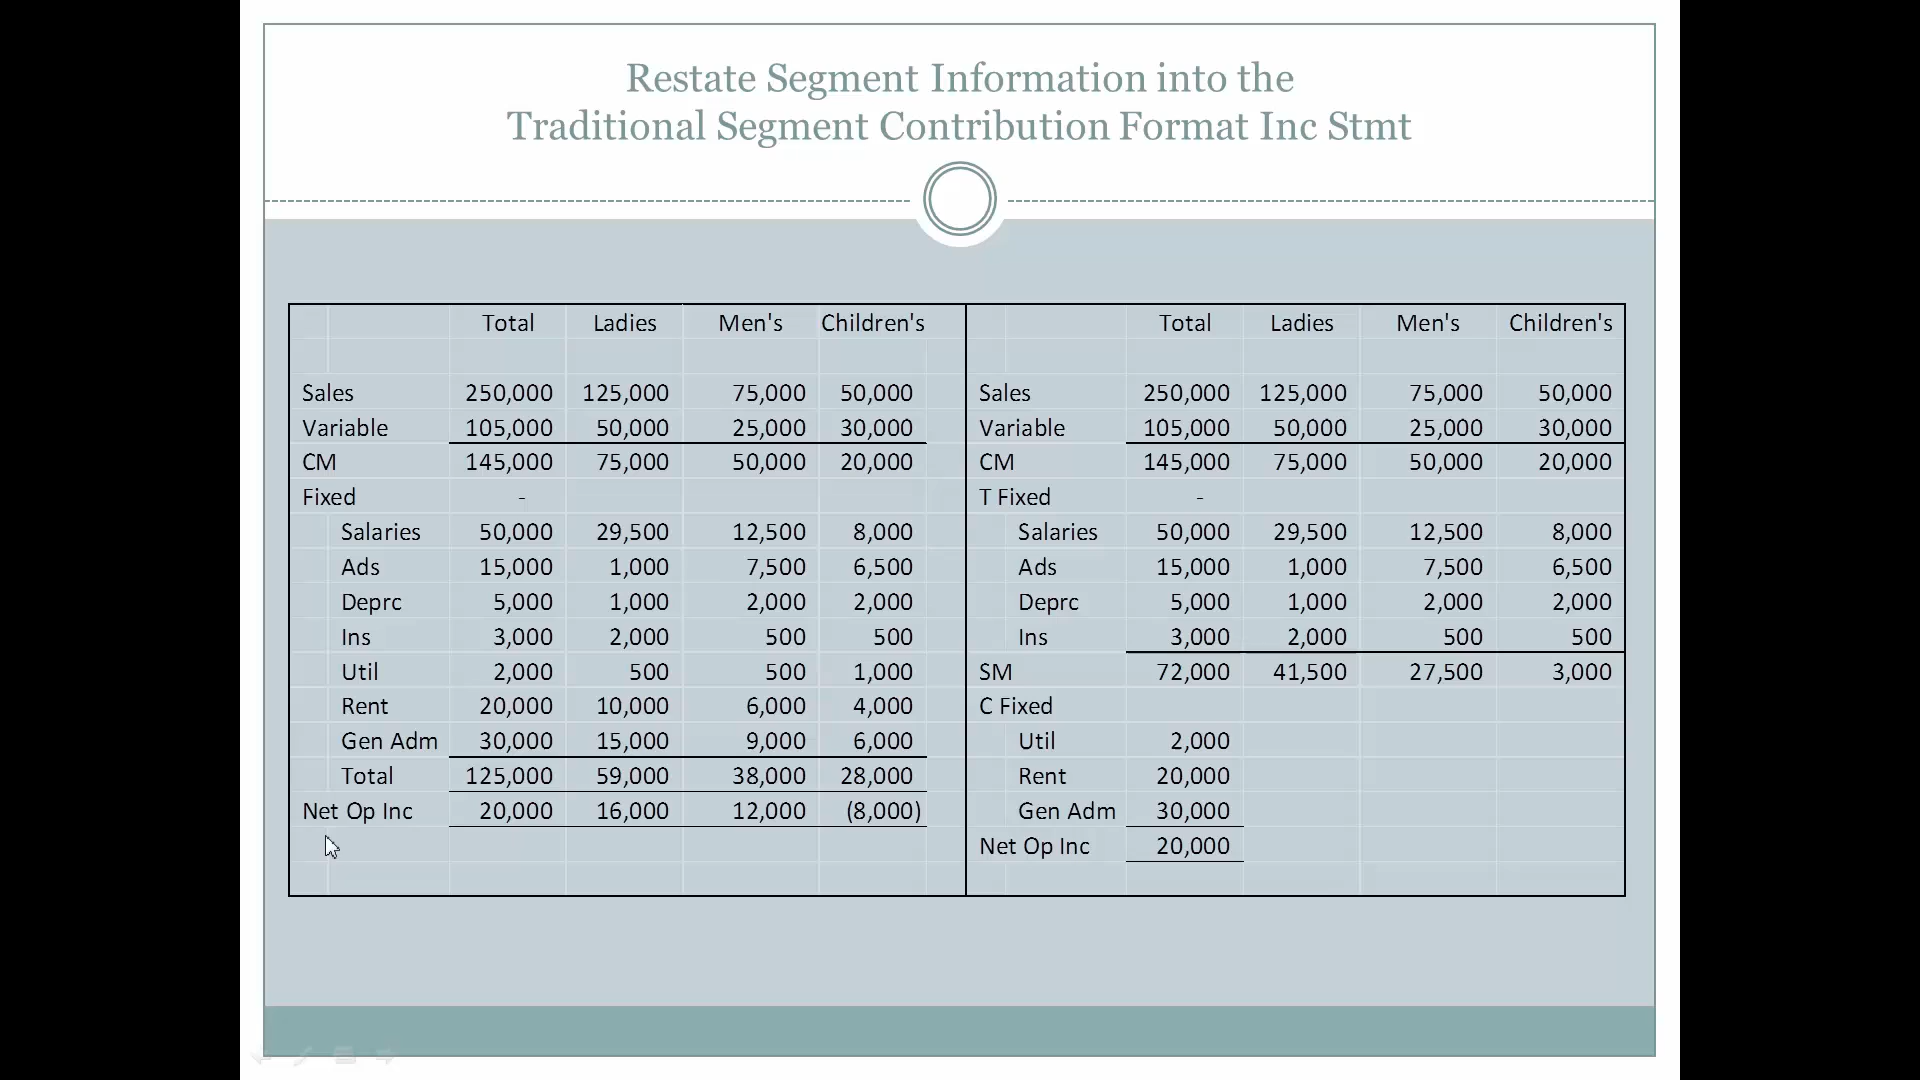 Restate Segment Information into the
Traditional Segment Contribution Format Inc Stmt
Total Ladies Men's Children's
Sales 250,000 125,000 75,000 50,000
Variable 105,000 50,000 25,000 30,000
CM 145,000 75,000 50,000 20,000
Fixed -
Salaries 50,000 29,500 12,500 8,000
Ads 15,000 1,000 7,500 6,500
Deprc 5,000 1,000 2,000 2,000
Ins 3,000 2,000 500 500
Util 2,000 500 500 1,000
Rent 20,000 10,000 6,000 4,000
Gen Adm 30,000 15,000 9,000 6,000
Total 125,000 59,000 38,000 28,000
Net Op Inc 20,000 16,000 12,000 (8,000)
Total Ladies Men's Children's
Sales 250,000 125,000 75,000 50,000
Variable 105,000 50,000 25,000 30,000
CM 145,000 75,000 50,000 20,000
T Fixed -
Salaries 50,000 29,500 12,500 8,000
Ads 15,000 1,000 7,500 6,500
Deprc 5,000 1,000 2,000 2,000
Ins 3,000 2,000 500 500
SM 72,000 41,500 27,500 3,000
C Fixed
Util 2,000
Rent 20,000
Gen Adm 30,000
Net Op Inc 20,000